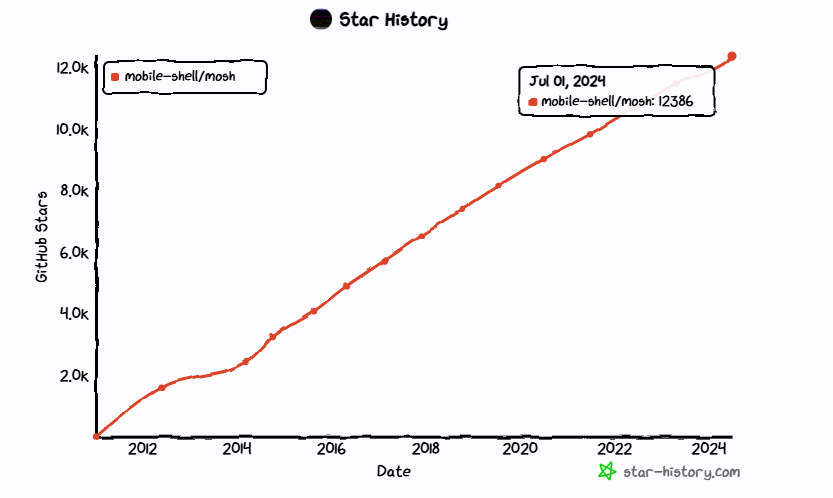 Star History
mobile-shell/mosh
Jul 01, 2024
mobile-shell/mosh: 12386
12.0k
10.0k
8.0k
6.0k
4.0k
2.0k
GitHub Stars
2012 2014 2016 2018 2020 2022 2024
Date
star-history.com